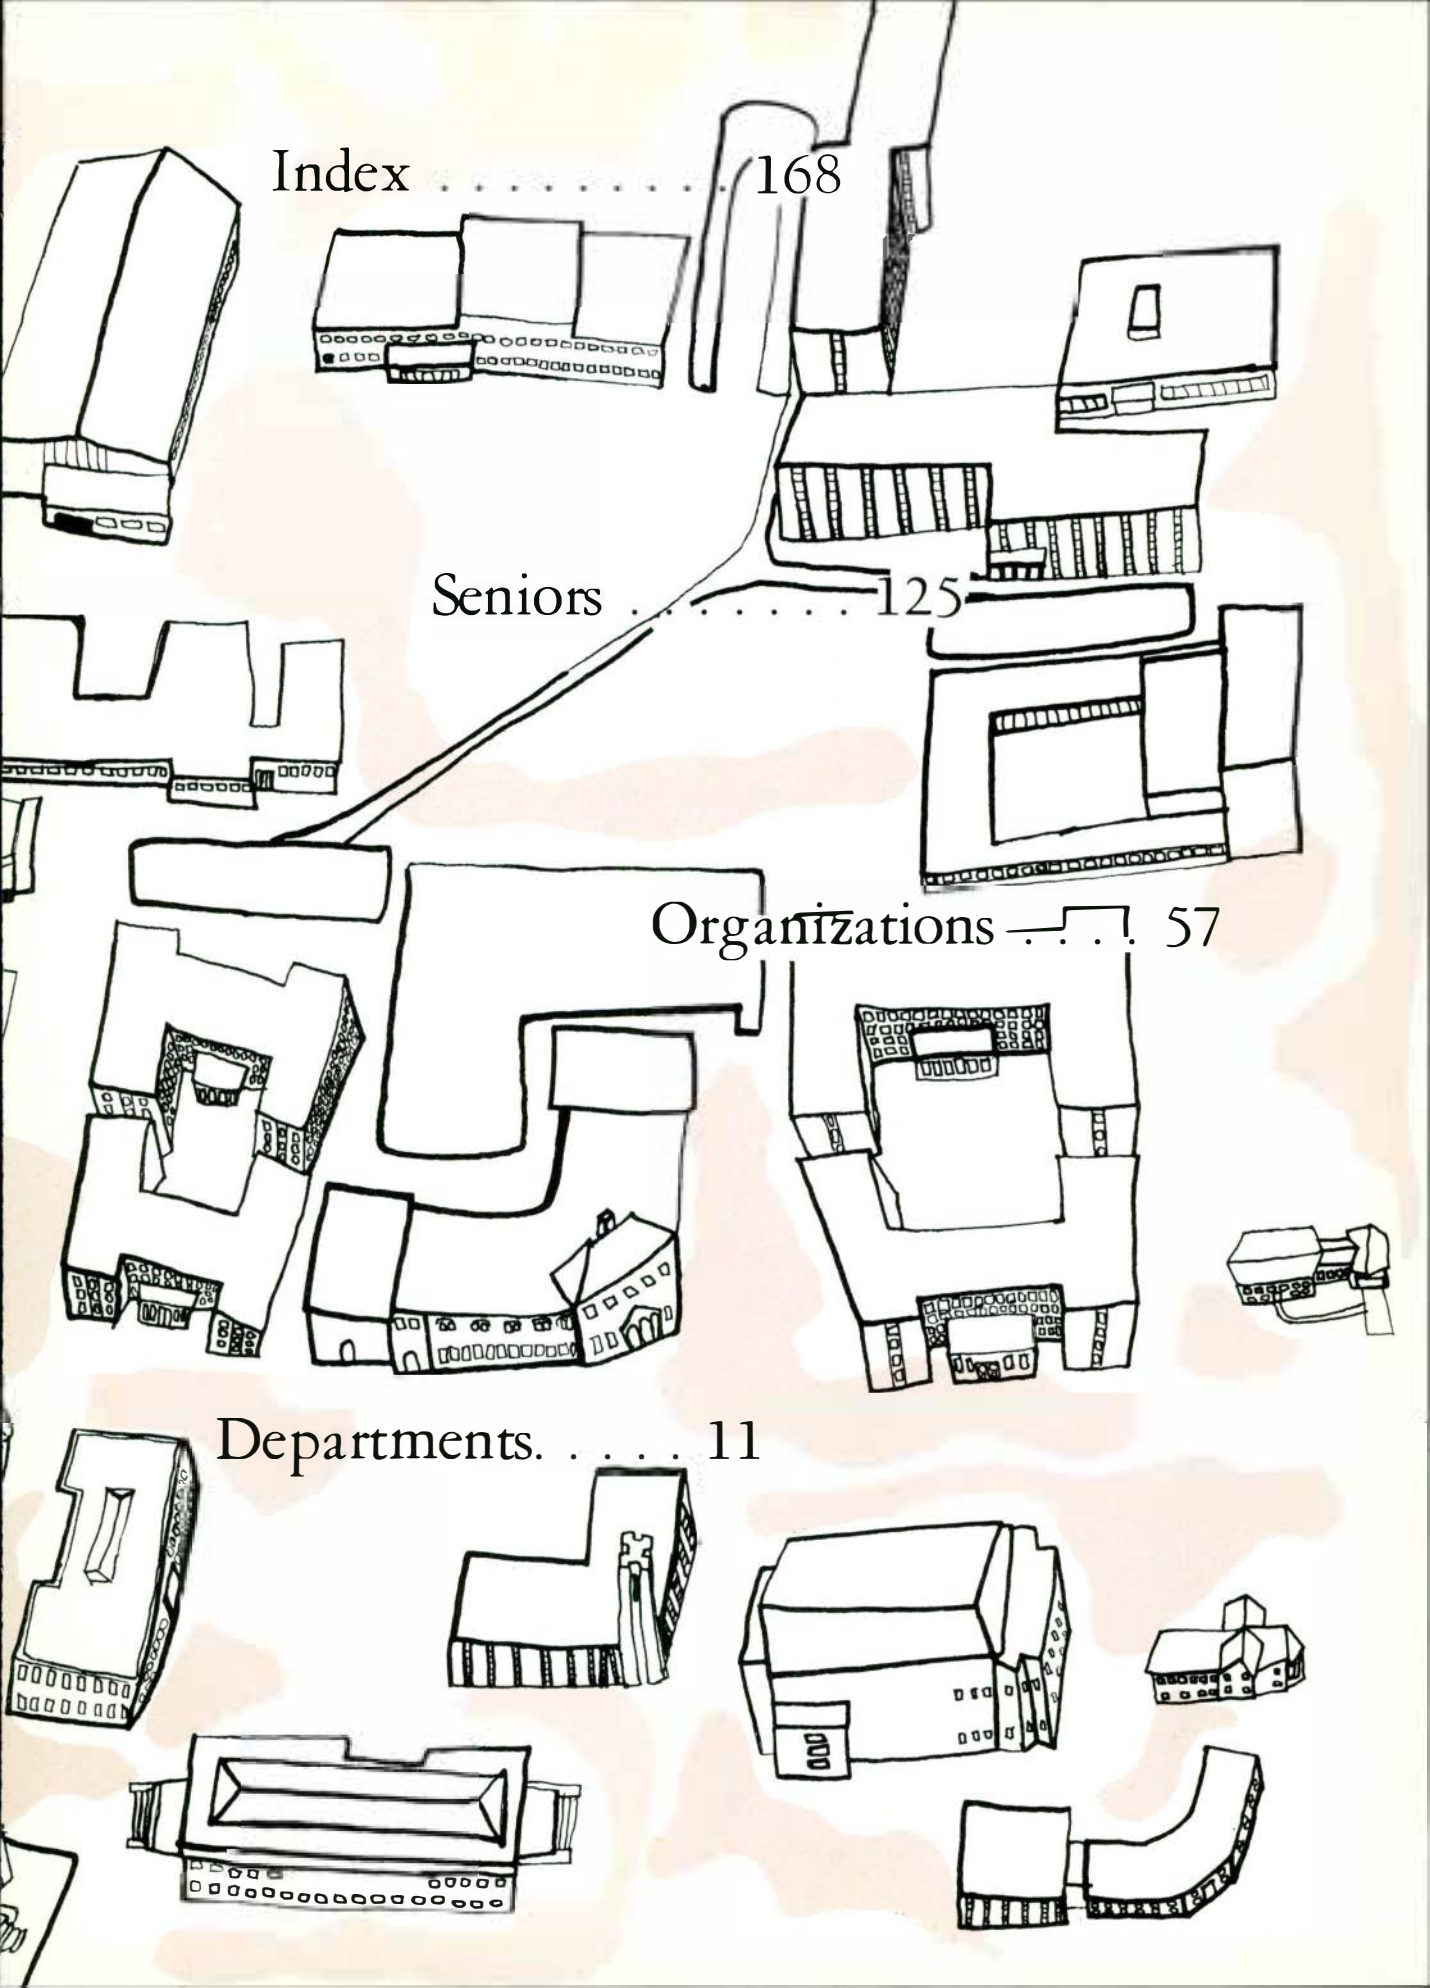 Index . . . . . . . . . 168
Seniors . . . . . . . 125
Organizations . . . . 57
Departments. . . . . 11